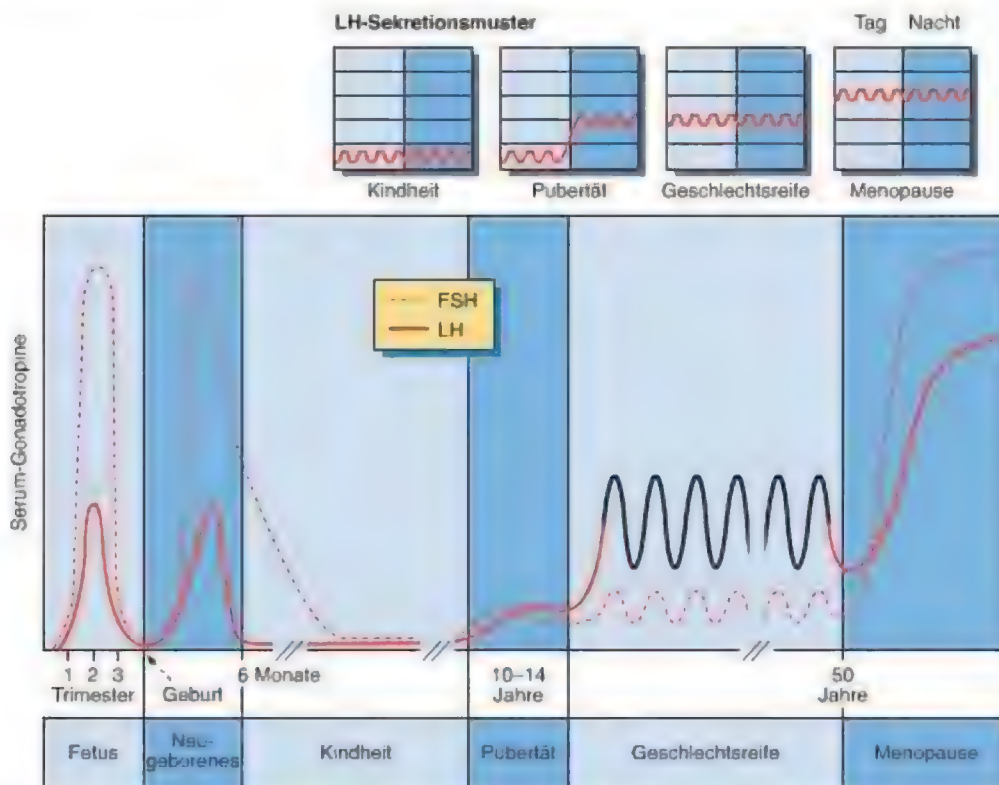 LH-Sekretionsmuster
Tag Nacht
Kindheit
Pubertät
Geschlechtsreife
Menopause
Serum-Gonadotropine
FSH
LH
1 2 3
Trimester
Geburt
6 Monate
10–14
Jahre
50
Jahre
Fetus
Neu-
geborenes
Kindheit
Pubertät
Geschlechtsreife
Menopause